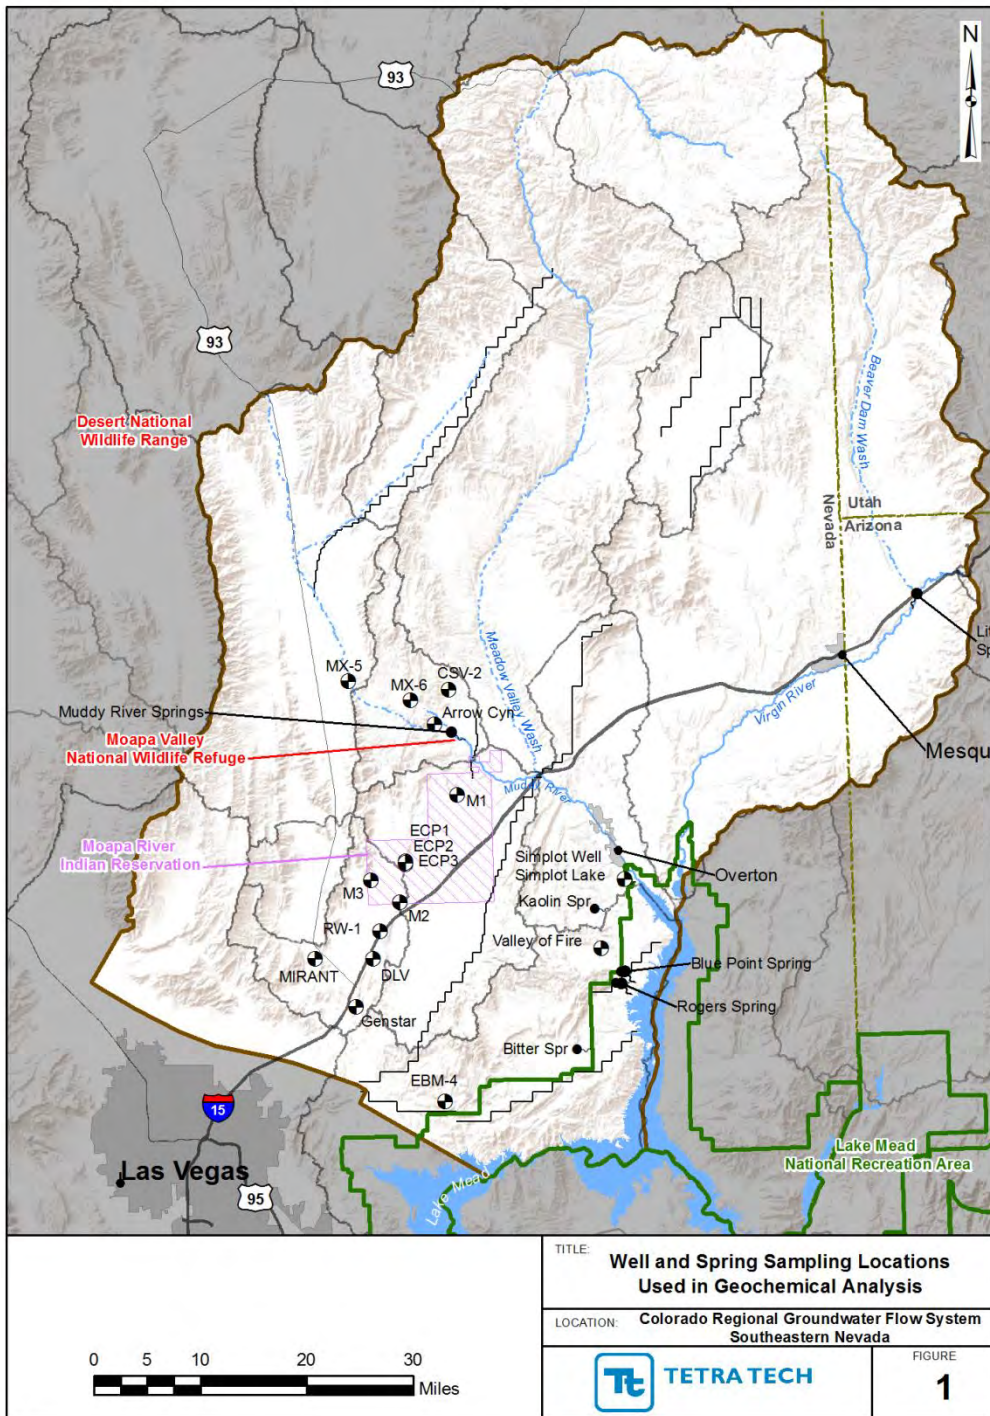 N
93
93
Desert National
Wildlife Range
Beaver Dam Wash
Nevada
Utah
Arizona
Meadow Valley Wash
MX-5
CSV-2
MX-6
Arrow Cyn
Muddy River Springs
Moapa Valley
National Wildlife Refuge
Virgin River
Mesqu
Muddy River
M1
ECP1
ECP2
ECP3
Moapa River
Indian Reservation
Simplot Well
Simplot Lake
Overton
M3
M2
Kaolin Spr
RW-1
Valley of Fire
MIRANT
DLV
Blue Point Spring
Rogers Spring
Genstar
Bitter Spr
EBM-4
15
Las Vegas
95
Lake Mead
Lake Mead
National Recreation Area
TITLE:
Well and Spring Sampling Locations
Used in Geochemical Analysis
LOCATION:
Colorado Regional Groundwater Flow System
Southeastern Nevada
0 5 10 20 30
Miles
Tt
TETRA TECH
FIGURE
1